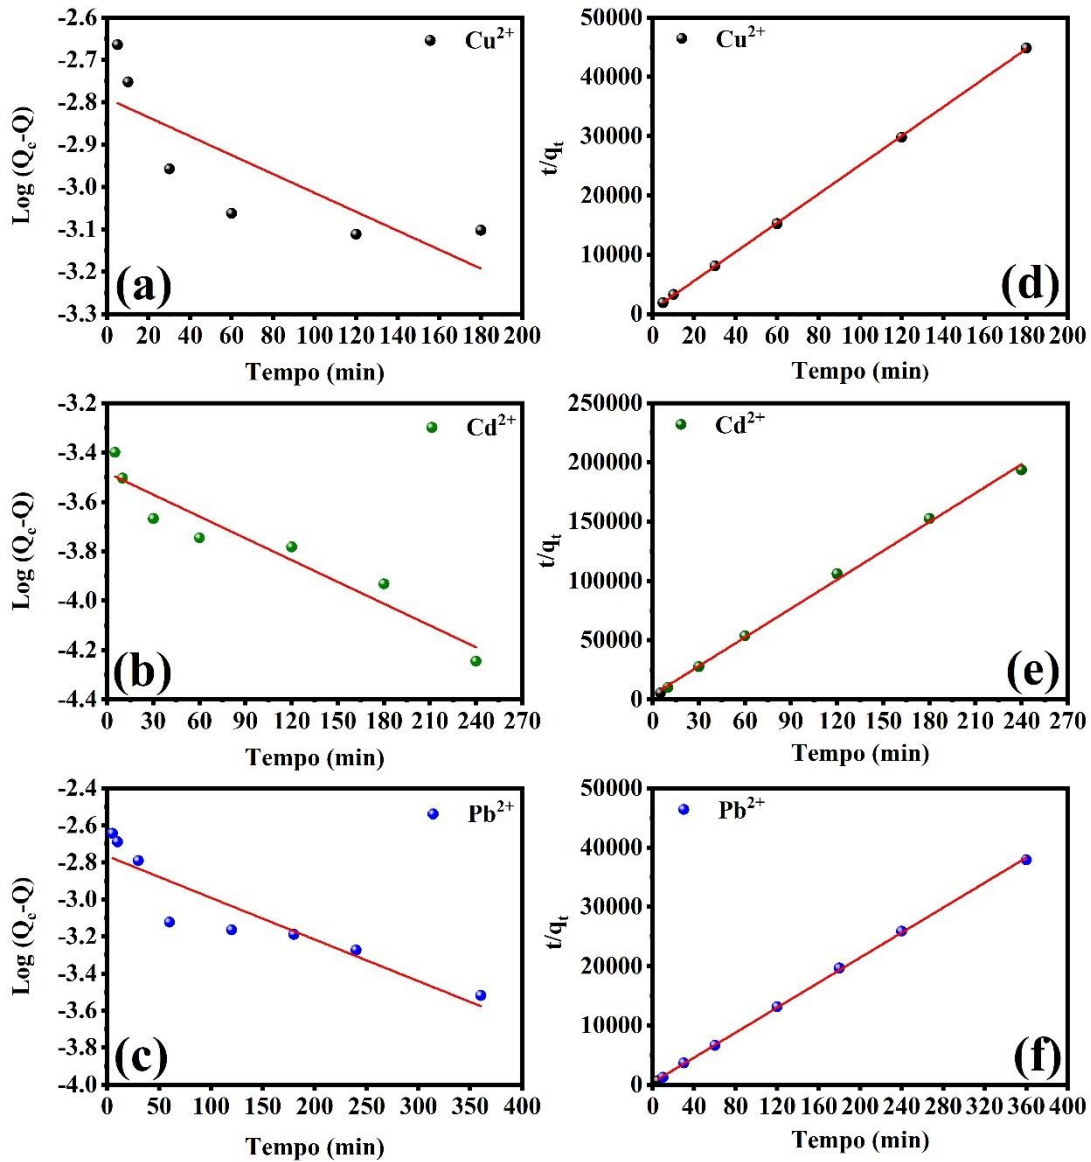 -2.6
-2.7
-2.8
-2.9
-3.0
-3.1
-3.2
-3.3
Log (Qe-Q)
Cu2+
(a)
0 20 40 60 80 100 120 140 160 180 200
Tempo (min)
50000
40000
30000
20000
10000
0
t/qt
Cu2+
(d)
0 20 40 60 80 100 120 140 160 180 200
Tempo (min)
-3.2
-3.4
-3.6
-3.8
-4.0
-4.2
-4.4
Log (Qe-Q)
Cd2+
(b)
0 30 60 90 120 150 180 210 240 270
Tempo (min)
250000
200000
150000
100000
50000
0
t/qt
Cd2+
(e)
0 30 60 90 120 150 180 210 240 270
Tempo (min)
-2.4
-2.6
-2.8
-3.0
-3.2
-3.4
-3.6
-3.8
-4.0
Log (Qe-Q)
Pb2+
(c)
0 50 100 150 200 250 300 350 400
Tempo (min)
50000
40000
30000
20000
10000
0
t/qt
Pb2+
(f)
0 40 80 120 160 200 240 280 320 360 400
Tempo (min)